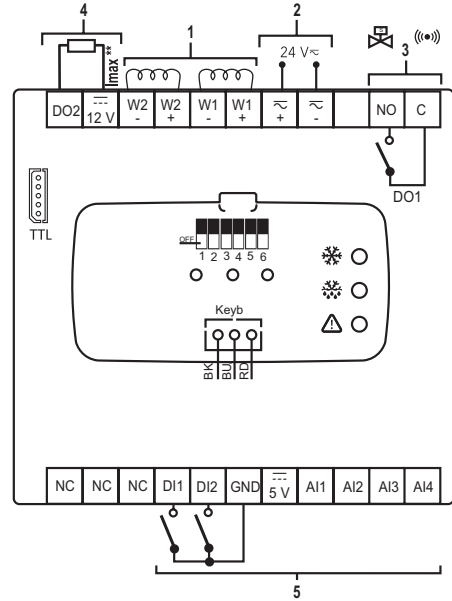 4
1
2
3
Imax **
24 V
DO2
12 V
W2 -
W2 +
W1 -
W1 +
+
-
NO
C
DO1
TTL
OFF
1 2 3 4 5 6
Keyb
BK
BU
RD
NC
NC
NC
DI1
DI2
GND
5 V
AI1
AI2
AI3
AI4
5